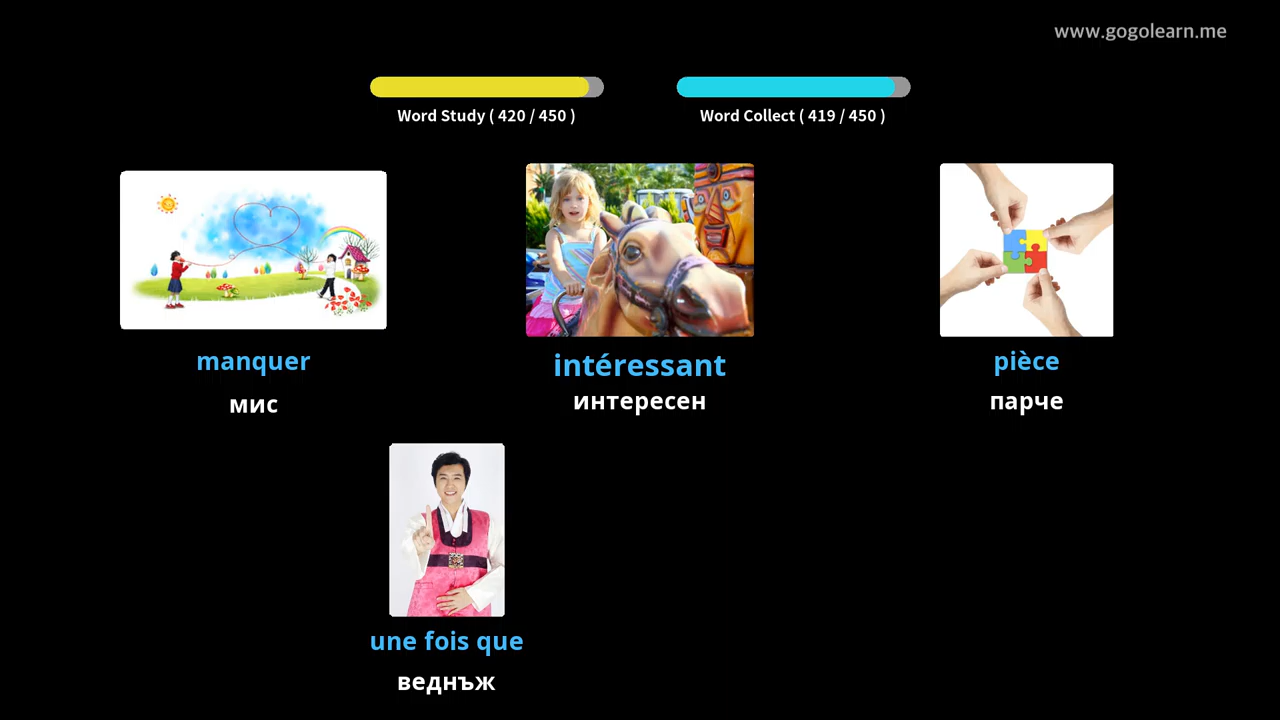 www.gogolearn.me
Word Study ( 420 / 450 )
Word Collect ( 419 / 450 )
manquer
мис
intéressant
интересен
pièce
парче
une fois que
веднъж